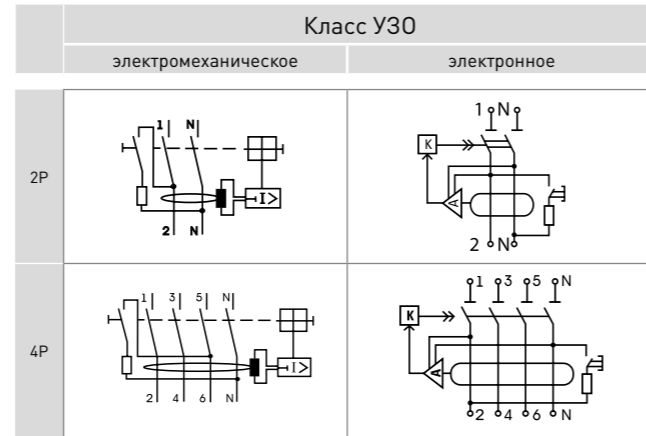 Класс УЗО
электромеханическое электронное
2P
1 N
I>
2 N
1 N
K
A
2 N
4P
1 3 5 N
I>
2 4 6 N
1 3 5 N
K
A
2 4 6 N